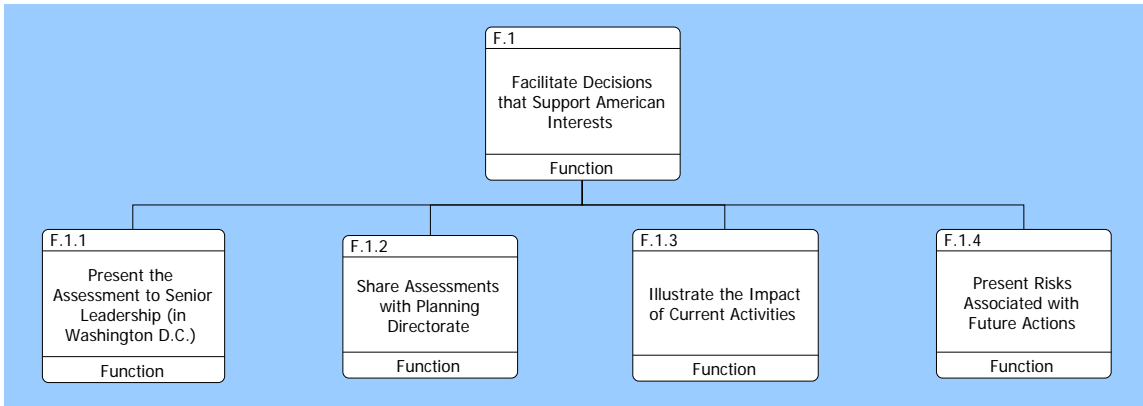 F.1
Facilitate Decisions
that Support American
Interests
Function
F.1.1
Present the
Assessment to Senior
Leadership (in
Washington D.C.)
Function
F.1.2
Share Assessments
with Planning
Directorate
Function
F.1.3
Illustrate the Impact
of Current Activities
Function
F.1.4
Present Risks
Associated with
Future Actions
Function